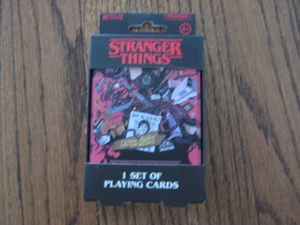 NETFLIX
STRANGER
THINGS
1 SET OF
PLAYING CARDS